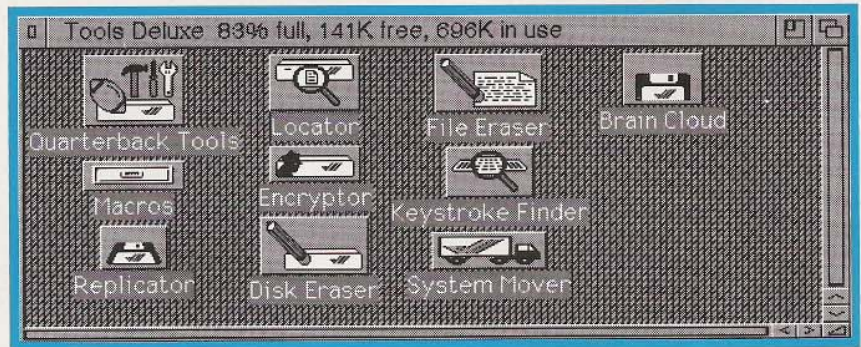 Tools Deluxe 83% full, 141K free, 696K in use
Quarterback Tools
Locator
File Eraser
Brain Cloud
Macros
Encryptor
Keystroke Finder
Replicator
Disk Eraser
System Mover